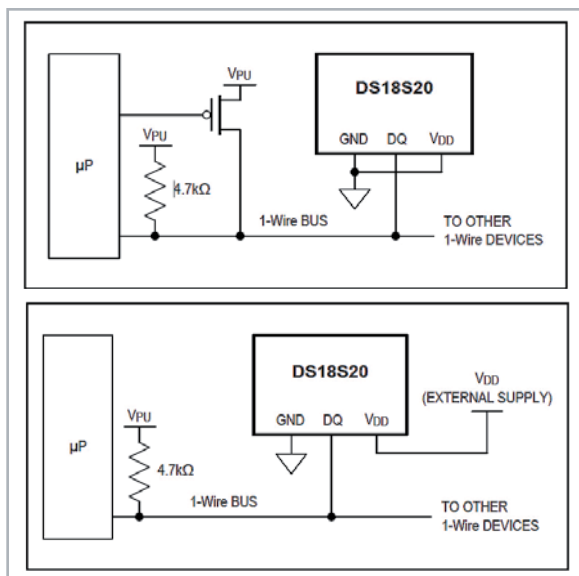 VPU
DS18S20
VPU
GND DQ VDD
µP
4.7kΩ
1-Wire BUS
TO OTHER
1-Wire DEVICES
DS18S20
VDD
(EXTERNAL SUPPLY)
VPU
GND DQ VDD
µP
4.7kΩ
1-Wire BUS
TO OTHER
1-Wire DEVICES